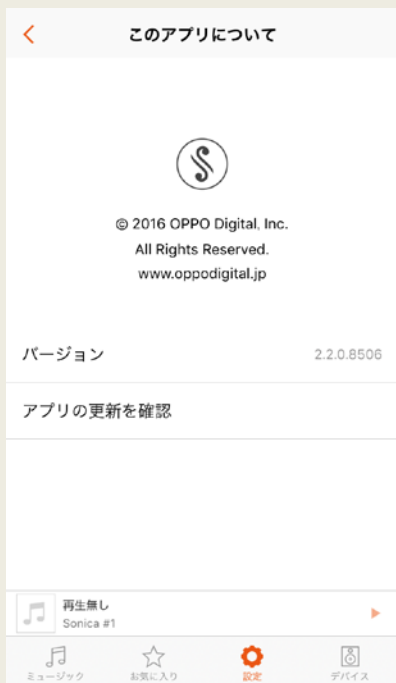 このアプリについて
© 2016 OPPO Digital, Inc.
All Rights Reserved.
www.oppodigital.jp
バージョン 2.2.0.8506
アプリの更新を確認
再生無し
Sonica #1
ミュージック お気に入り 設定 デバイス